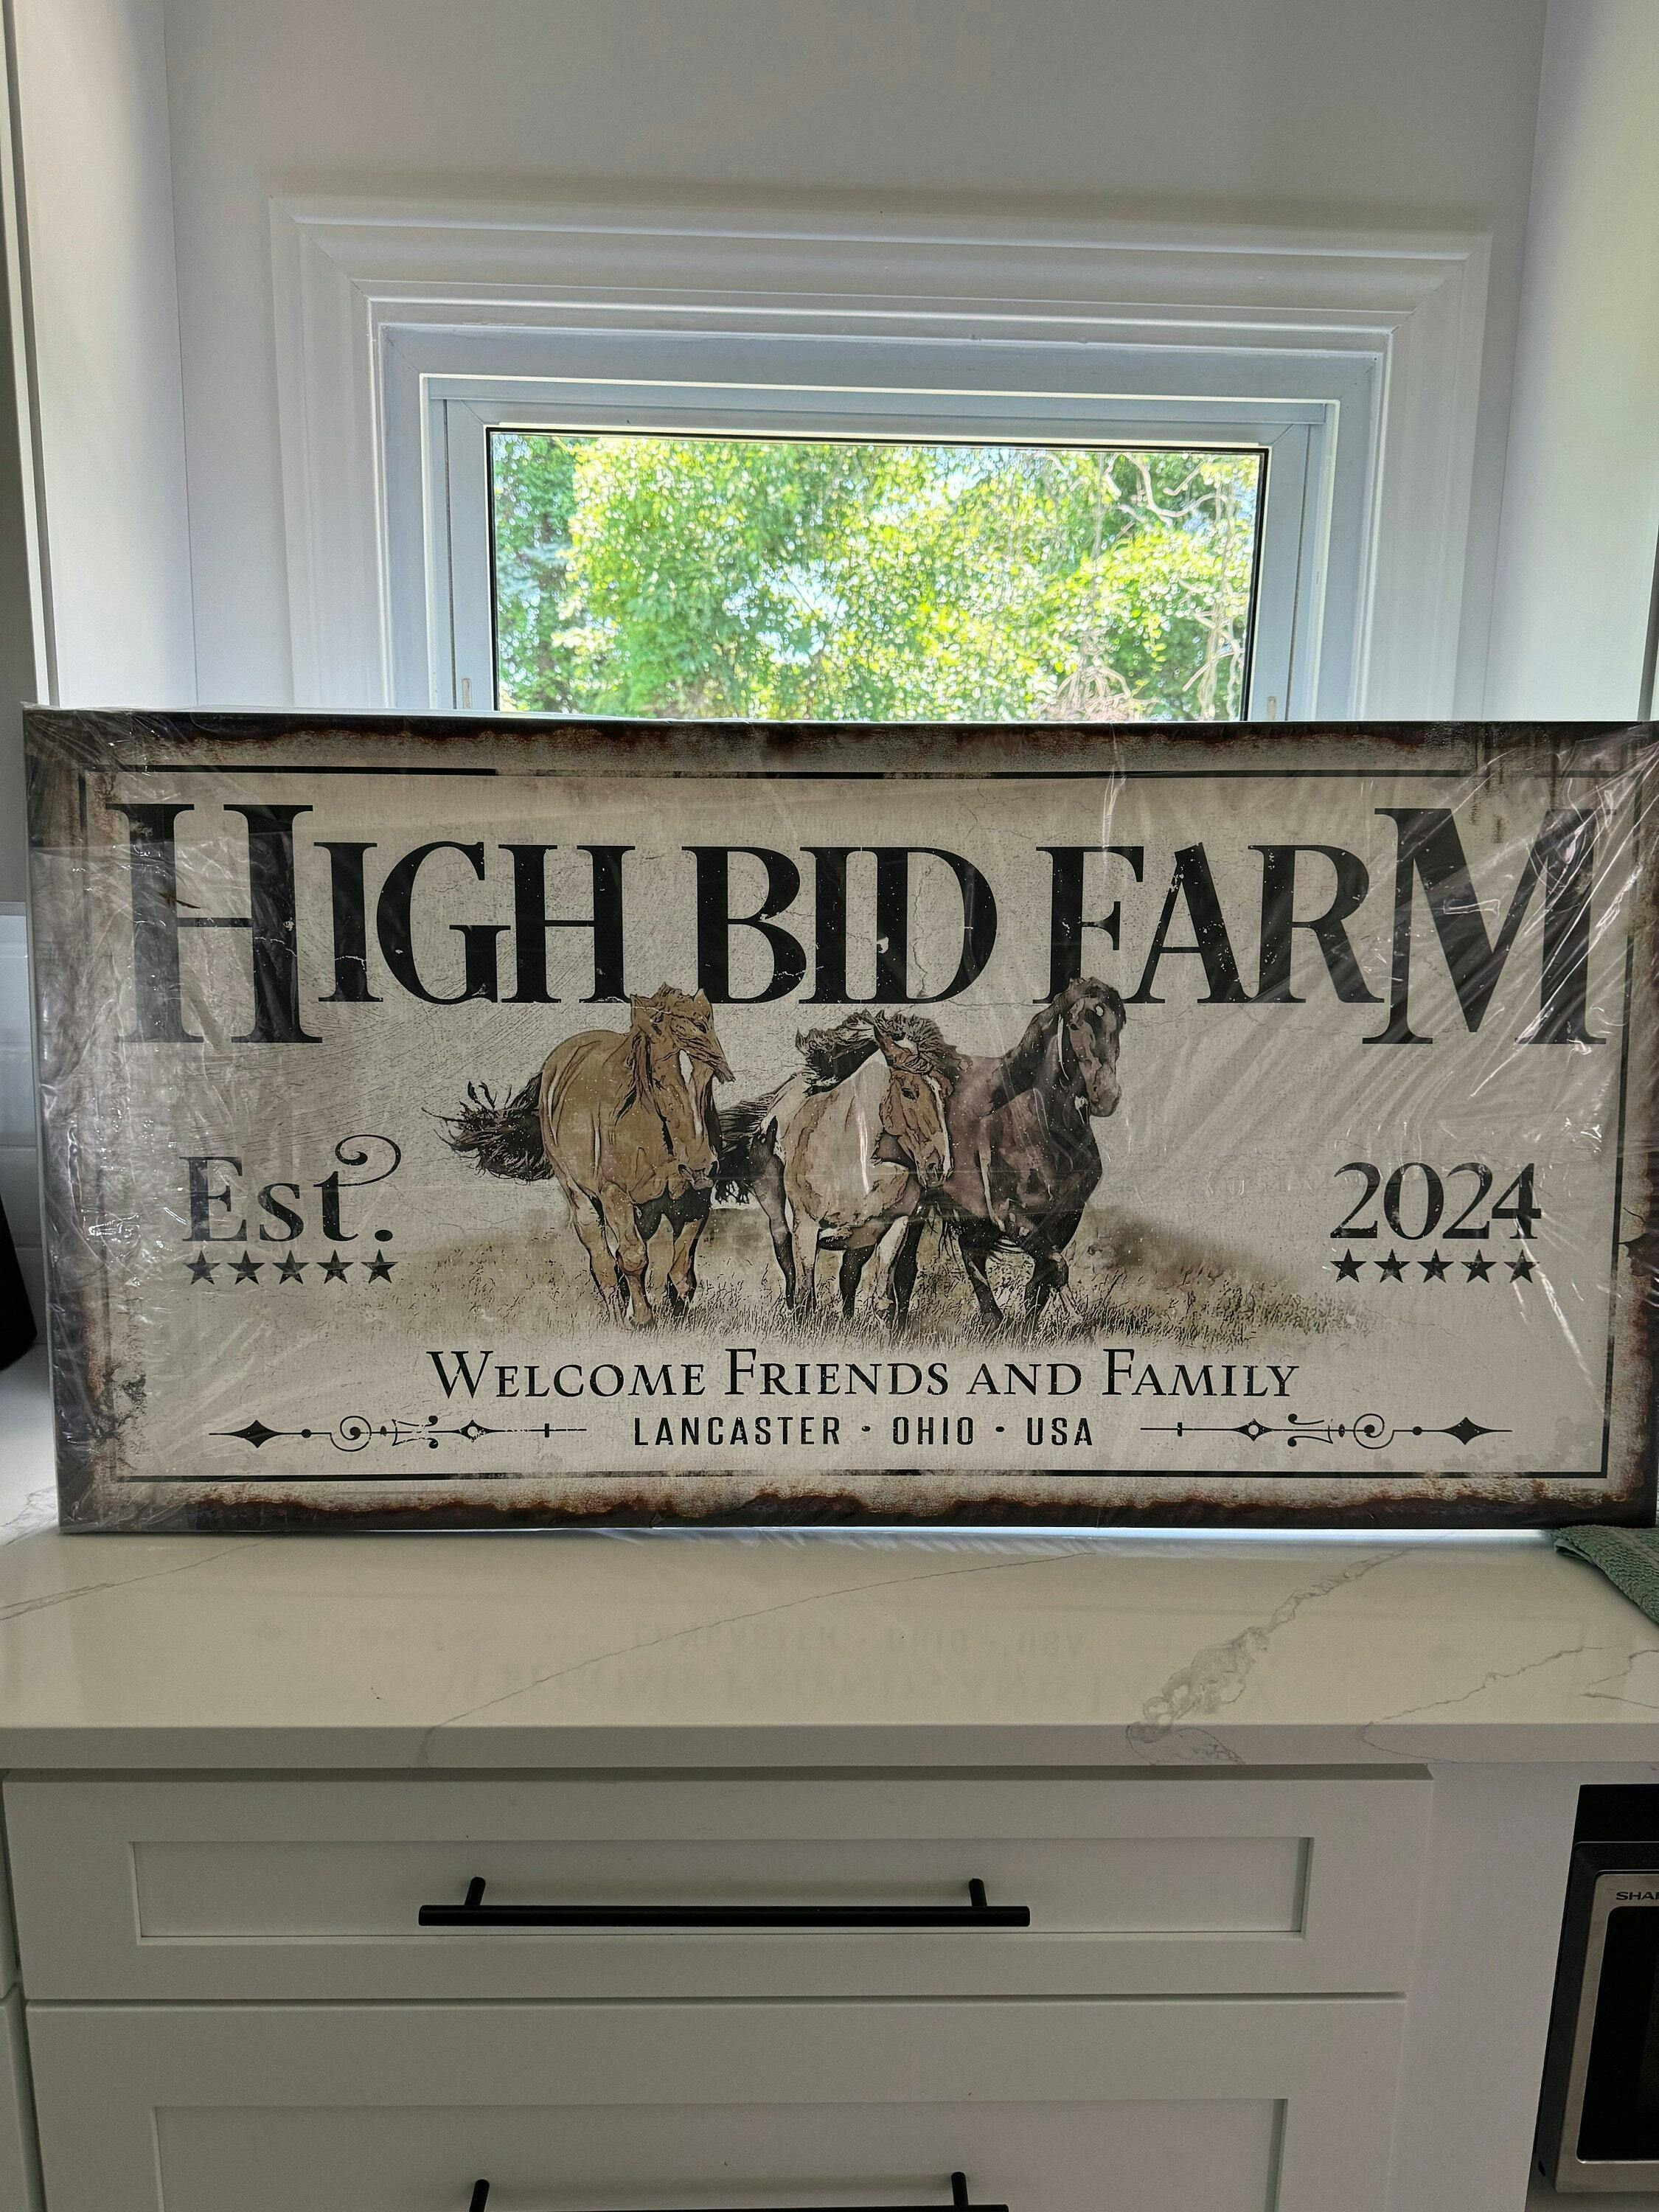 HIGH BID FARM
Est. 2024
WELCOME FRIENDS AND FAMILY
LANCASTER · OHIO · USA